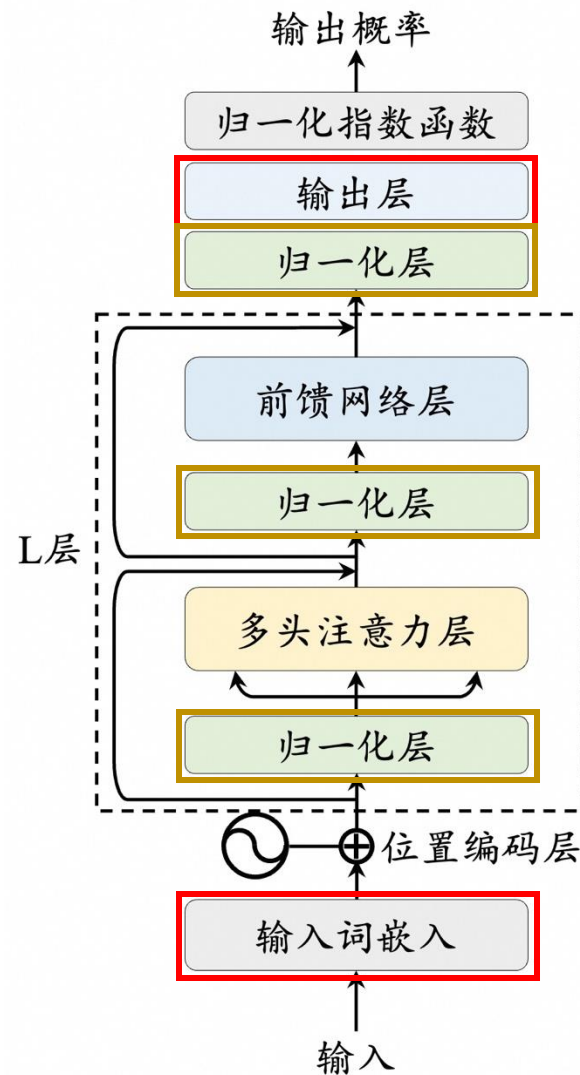 输出概率
归一化指数函数
输出层
归一化层
前馈网络层
归一化层
L层
多头注意力层
归一化层
位置编码层
输入词嵌入
输入